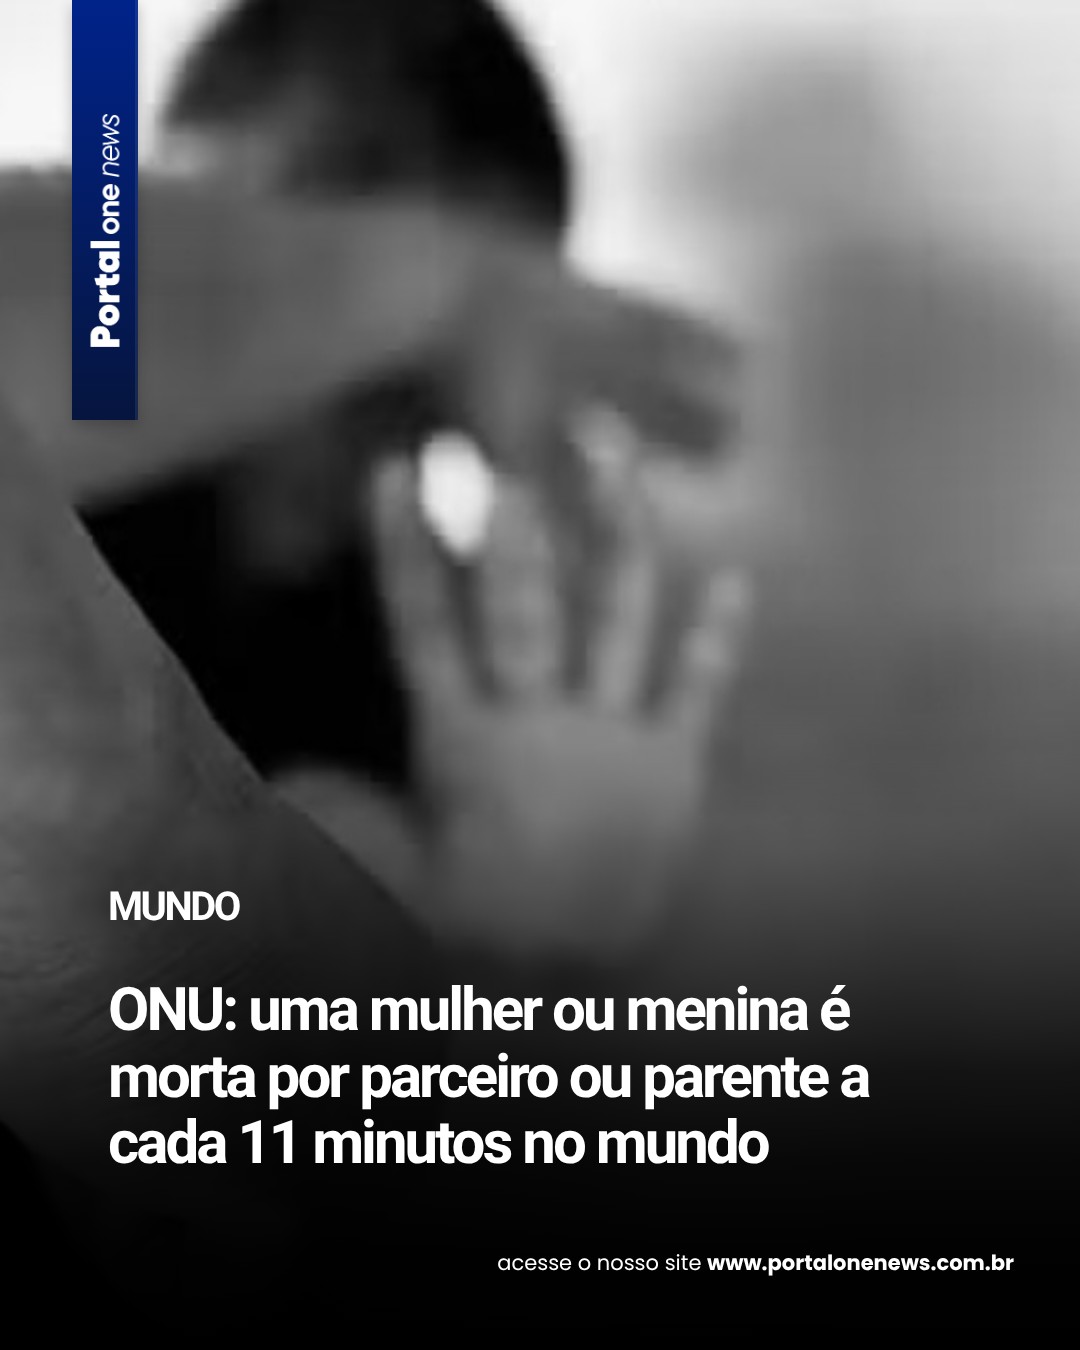 Portal one news
MUNDO
ONU: uma mulher ou menina é
morta por parceiro ou parente a
cada 11 minutos no mundo
acesse o nosso site www.portalonenews.com.br